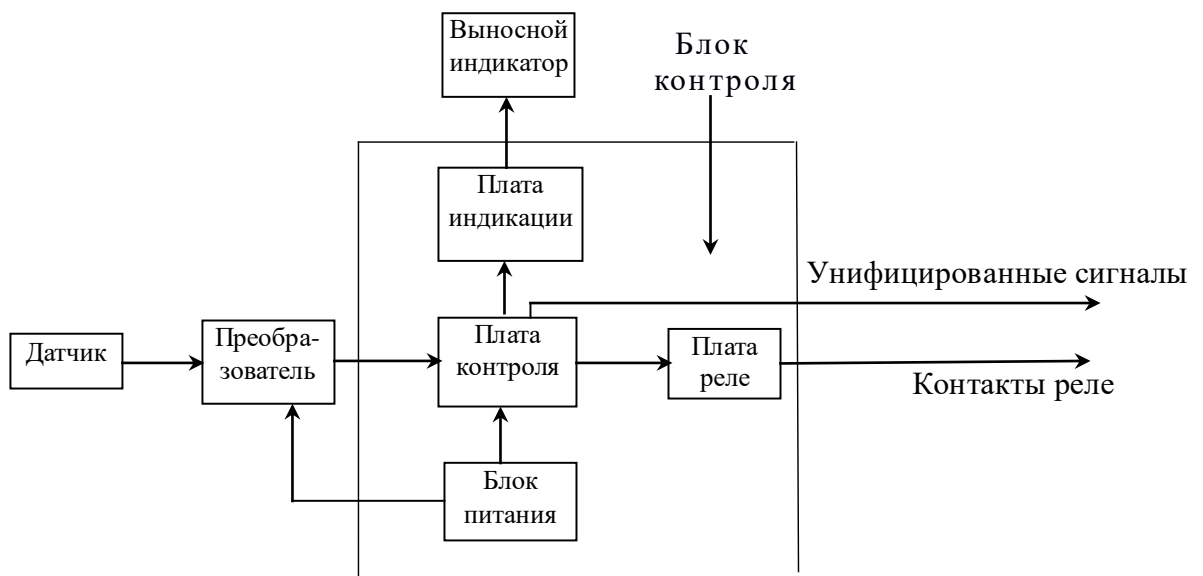 Выносной
индикатор
Блок
контроля
Плата
индикации
Унифицированные сигналы
Датчик
Преобра-
зователь
Плата
контроля
Плата
реле
Контакты реле
Блок
питания